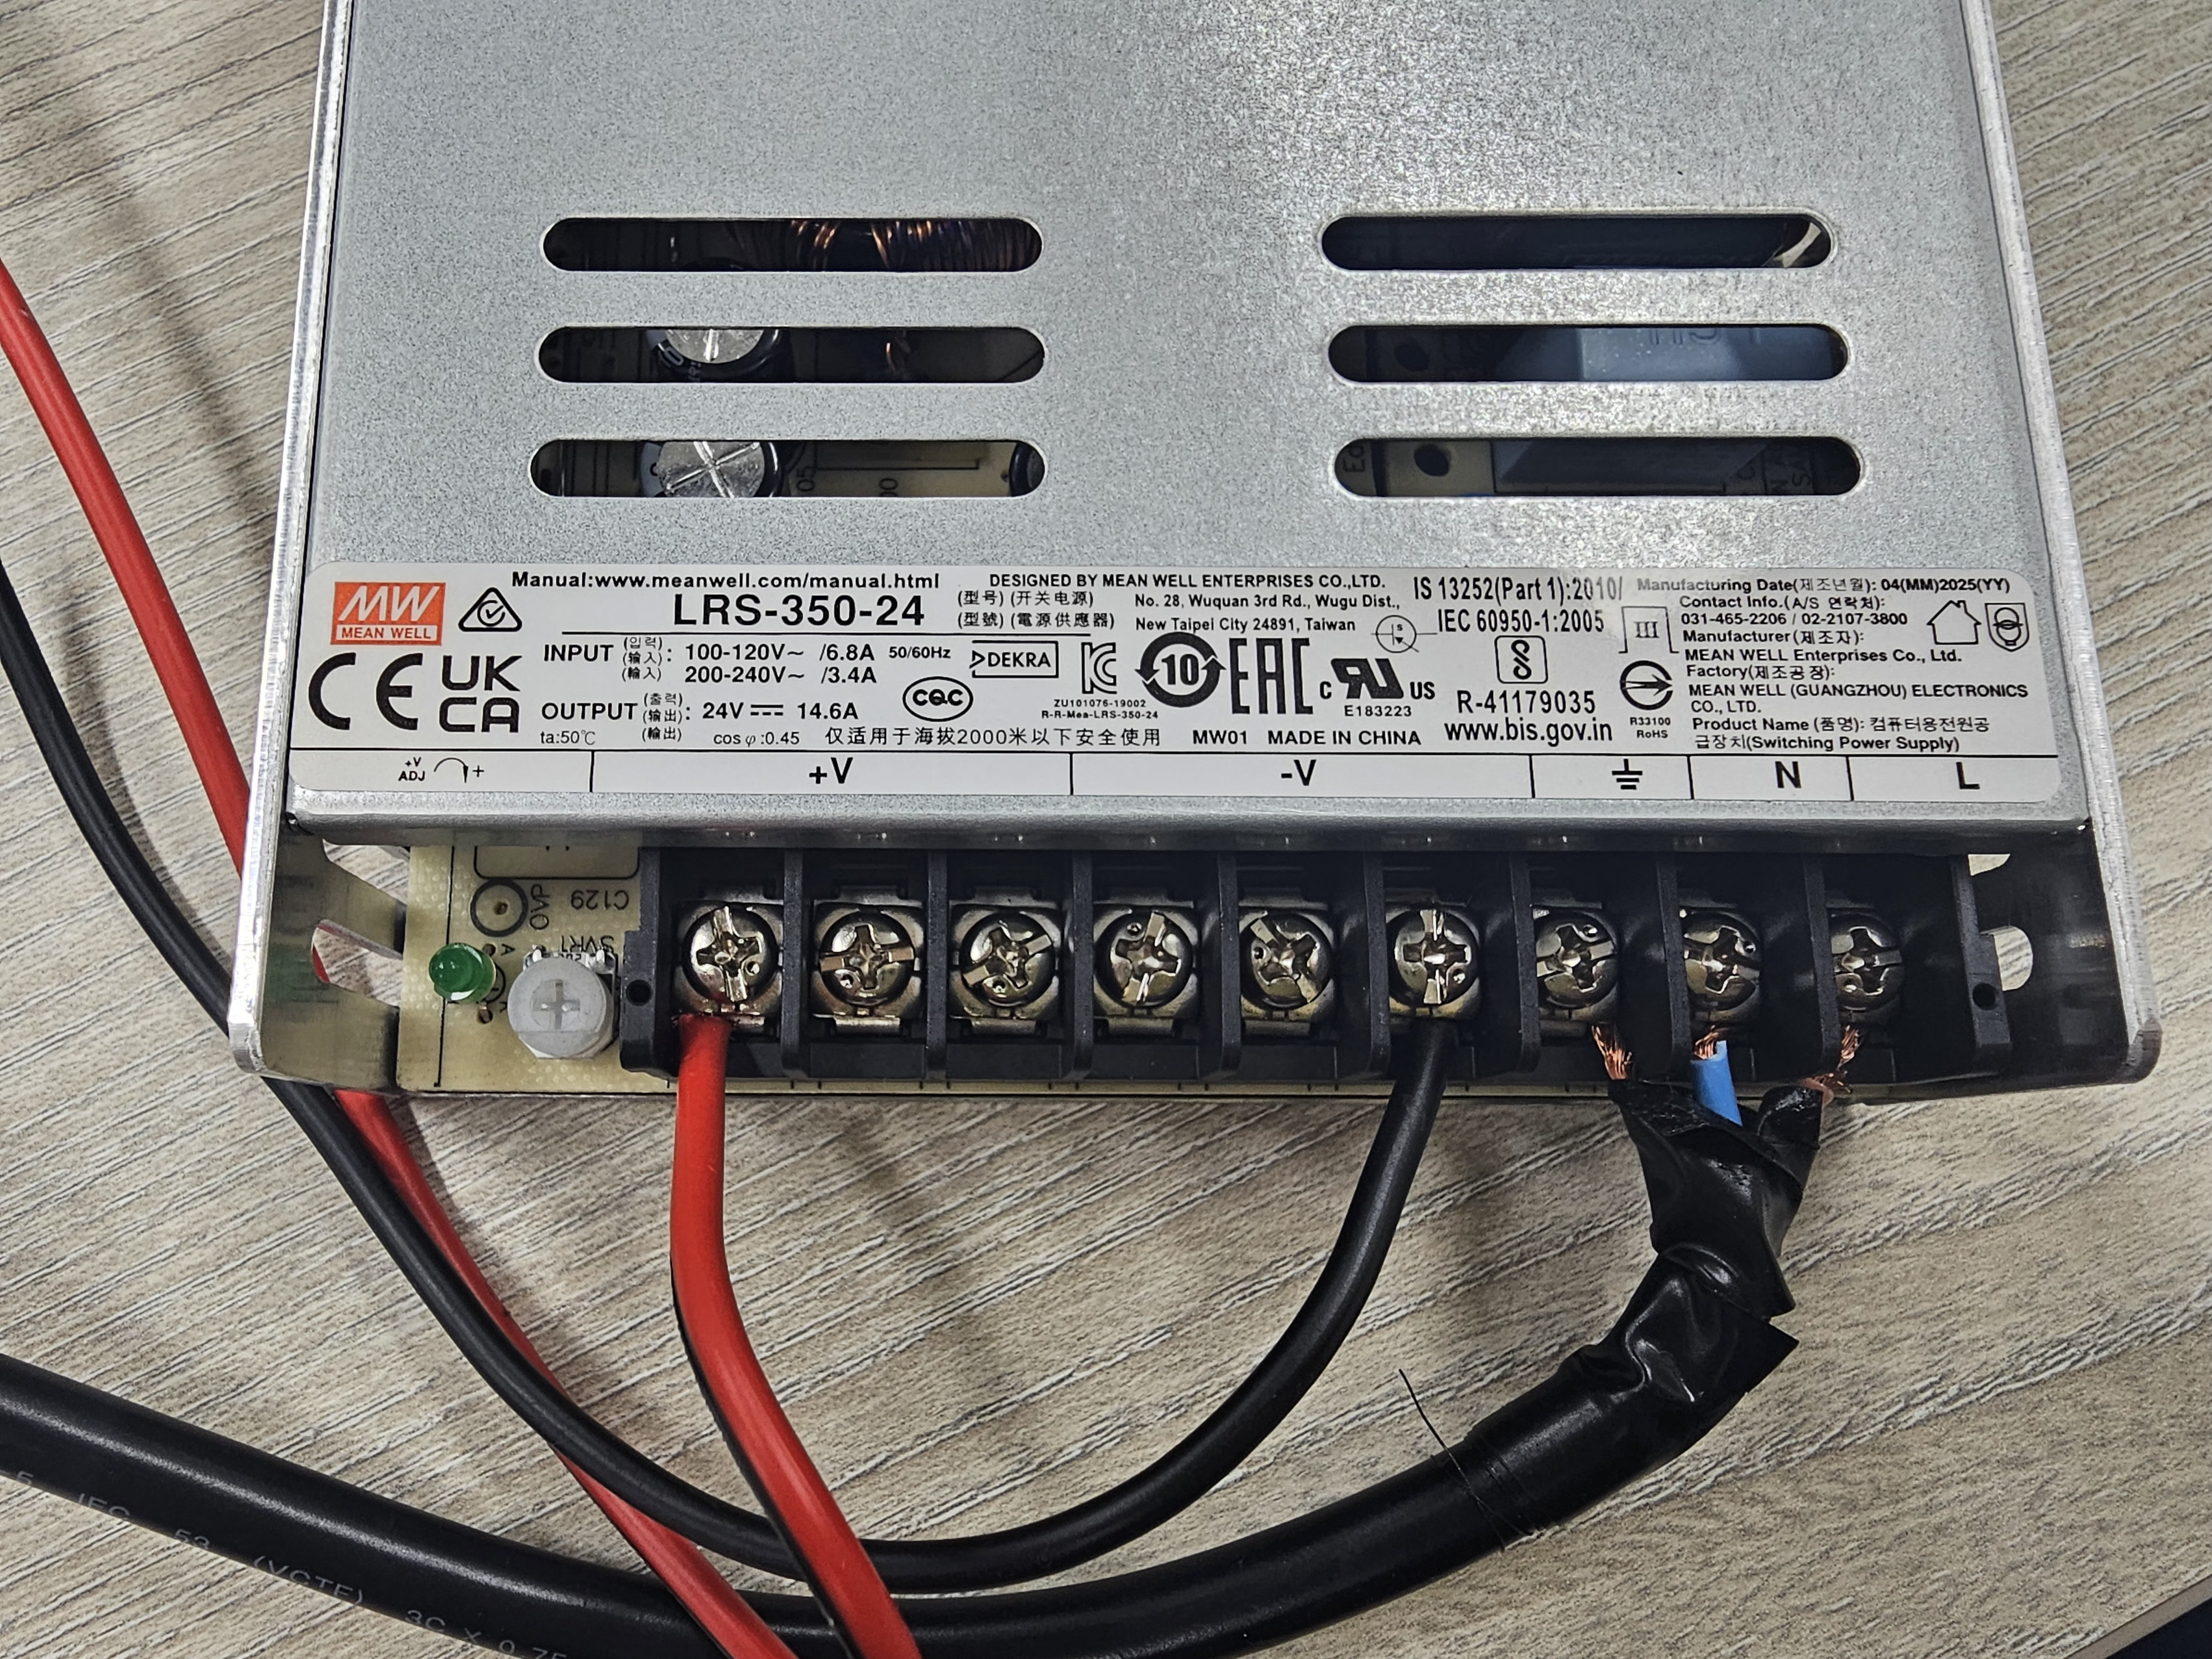 MW
MEAN WELL
Manual:www.meanwell.com/manual.html
LRS-350-24
(型号) (开关电源)
(型號) (電源供應器)
INPUT (입력) (输入) (輸入) : 100-120V~ /6.8A 50/60Hz
200-240V~ /3.4A
OUTPUT (출력) (输出) (輸出) : 24V 14.6A
ta:50℃ cos φ:0.45 仅适用于海拔2000米以下安全使用
CE
UK
CA
DEKRA
CQC
ZU101076-19002
R-R-Mea-LRS-350-24
DESIGNED BY MEAN WELL ENTERPRISES CO.,LTD.
No. 28, Wuquan 3rd Rd., Wugu Dist.,
New Taipei City 24891, Taiwan
10
EAC
c RU US
E183223
MW01 MADE IN CHINA
IS 13252(Part 1):2010/
IEC 60950-1:2005
R-41179035
www.bis.gov.in
III
R33100
RoHS
Manufacturing Date(제조년월): 04(MM)2025(YY)
Contact Info.(A/S 연락처):
031-465-2206 / 02-2107-3800
Manufacturer(제조자):
MEAN WELL Enterprises Co., Ltd.
Factory(제조공장):
MEAN WELL (GUANGZHOU) ELECTRONICS
CO., LTD.
Product Name (품명): 컴퓨터용전원공
급장치(Switching Power Supply)
+V
ADJ +
+V
-V
N
L
C129
SVR1
IEC 53 (VCTF) 3C X 0.75